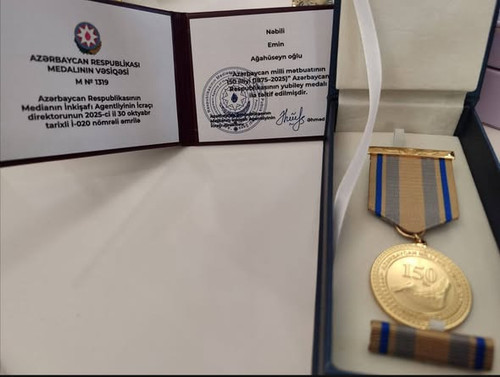 AZƏRBAYCAN RESPUBLİKASI
MEDALININ VƏSİQƏSİ
M № 1319
Azərbaycan Respublikasının
Medianın İnkişafı Agentliyinin İcraçı
direktorunun 2025-ci il 30 oktyabr
tarixli i-020 nömrəli əmrilə
Nəbili
Emin
Ağahüseyn oğlu
"Azərbaycan milli mətbuatının
150 illiyi (1875-2025)" Azərbaycan
Respublikasının yubiley medalı
ilə təltif edilmişdir.
Əhməd
150